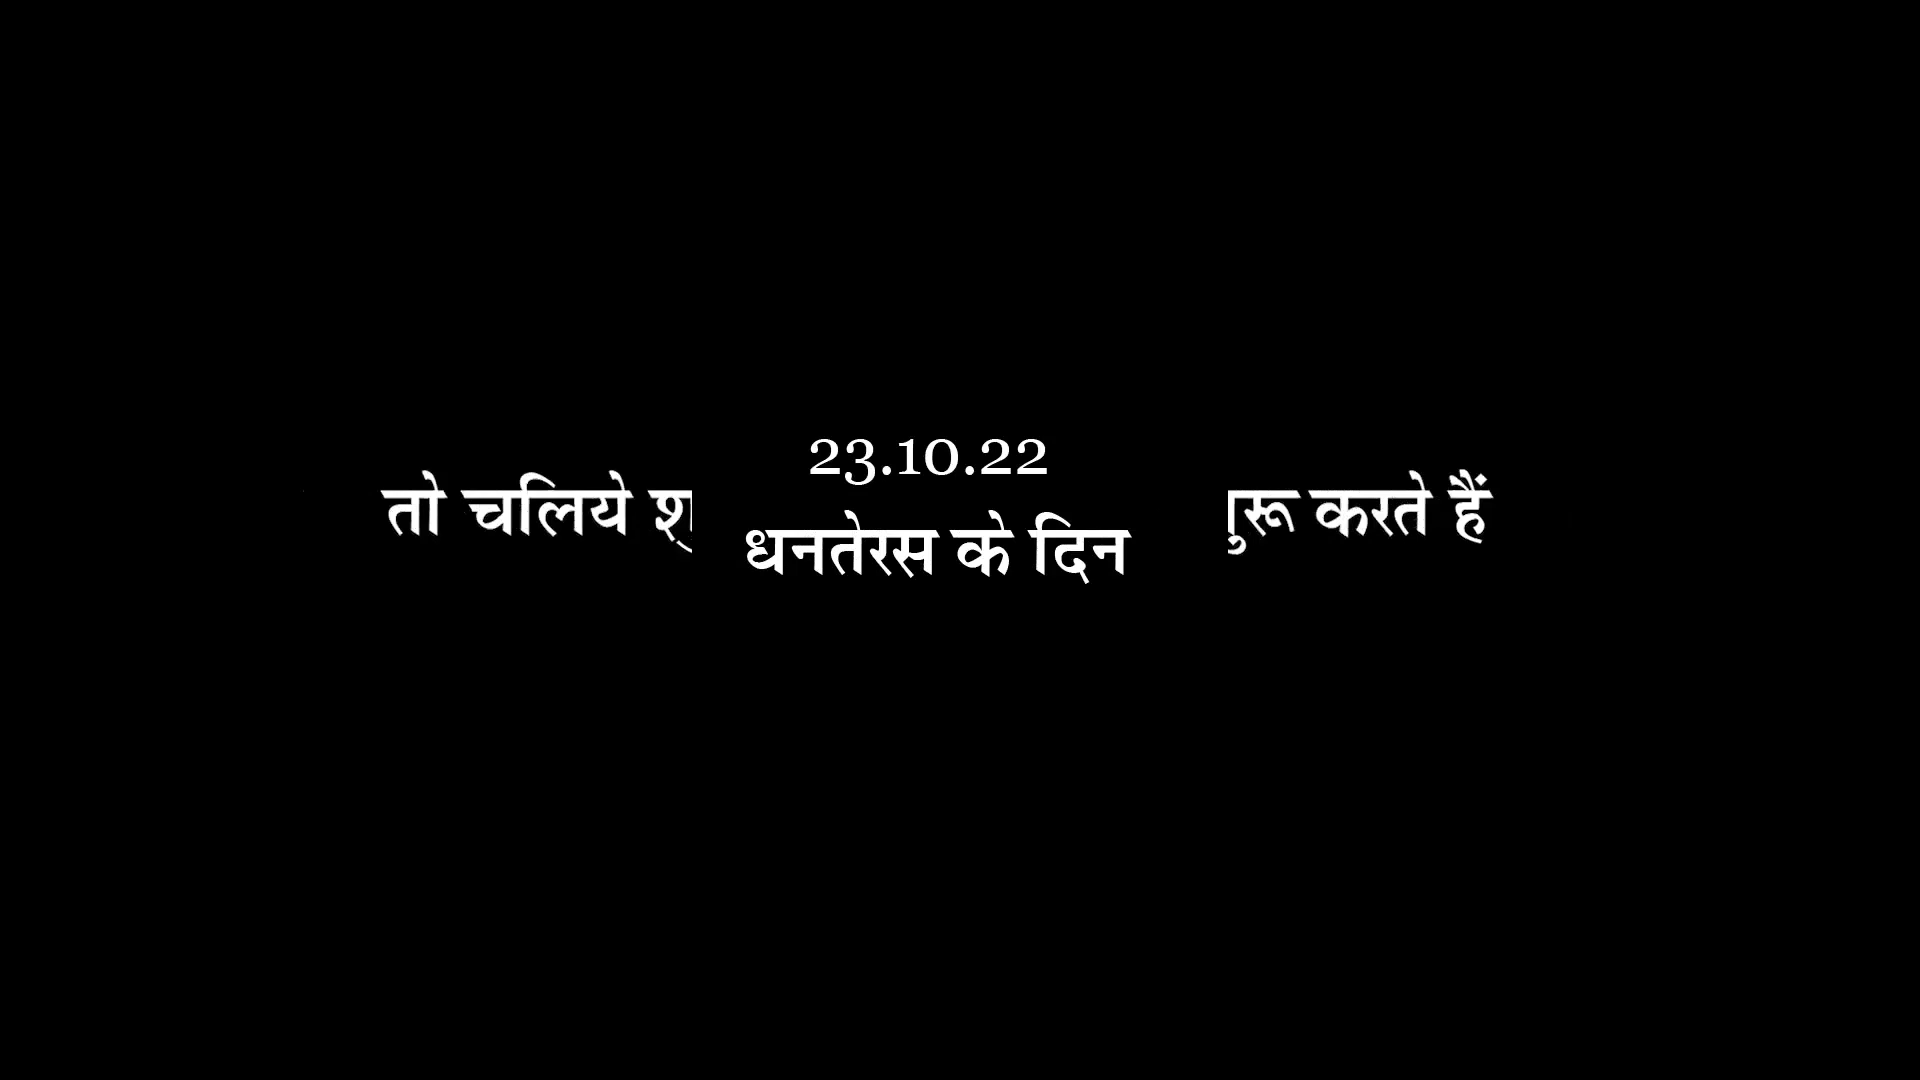 23.10.22
तो चलिये शुरू करते हैं
धनतेरस के दिन